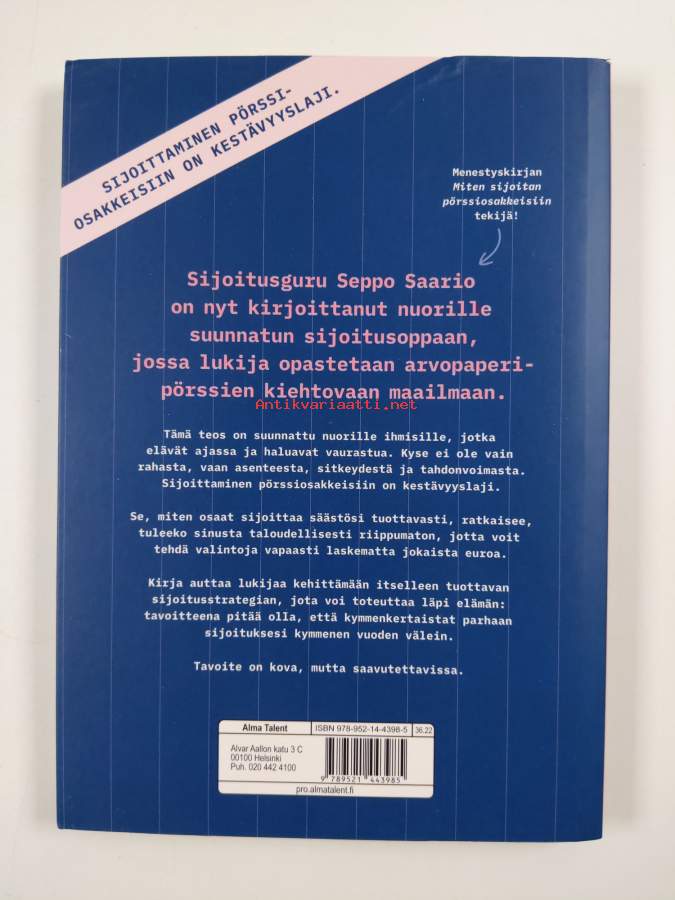 SIJOITTAMINEN PÖRSSI-
OSAKKEISIIN ON KESTÄVYYSLAJI.
Menestyskirjan
Miten sijoitan
pörssiosakkeisiin
tekijä!
Sijoitusguru Seppo Saario
on nyt kirjoittanut nuorille
suunnatun sijoitusoppaan,
jossa lukija opastetaan arvopaperi-
pörssien kiehtovaan maailmaan.
Antikvariaatti.net
Tämä teos on suunnattu nuorille ihmisille, jotka
elävät ajassa ja haluavat vaurastua. Kyse ei ole vain
rahasta, vaan asenteesta, sitkeydestä ja tahdonvoimasta.
Sijoittaminen pörssiosakkeisiin on kestävyyslaji.
Se, miten osaat sijoittaa säästösi tuottavasti, ratkaisee,
tuleeko sinusta taloudellisesti riippumaton, jotta voit
tehdä valintoja vapaasti laskematta jokaista euroa.
Kirja auttaa lukijaa kehittämään itselleen tuottavan
sijoitusstrategian, jota voi toteuttaa läpi elämän:
tavoitteena pitää olla, että kymmenkertaistat parhaan
sijoituksesi kymmenen vuoden välein.
Tavoite on kova, mutta saavutettavissa.
Alma Talent
ISBN 978-952-14-4398-5
36.22
Alvar Aallon katu 3 C
00100 Helsinki
Puh. 020 442 4100
9 789521 443985
pro.almatalent.fi